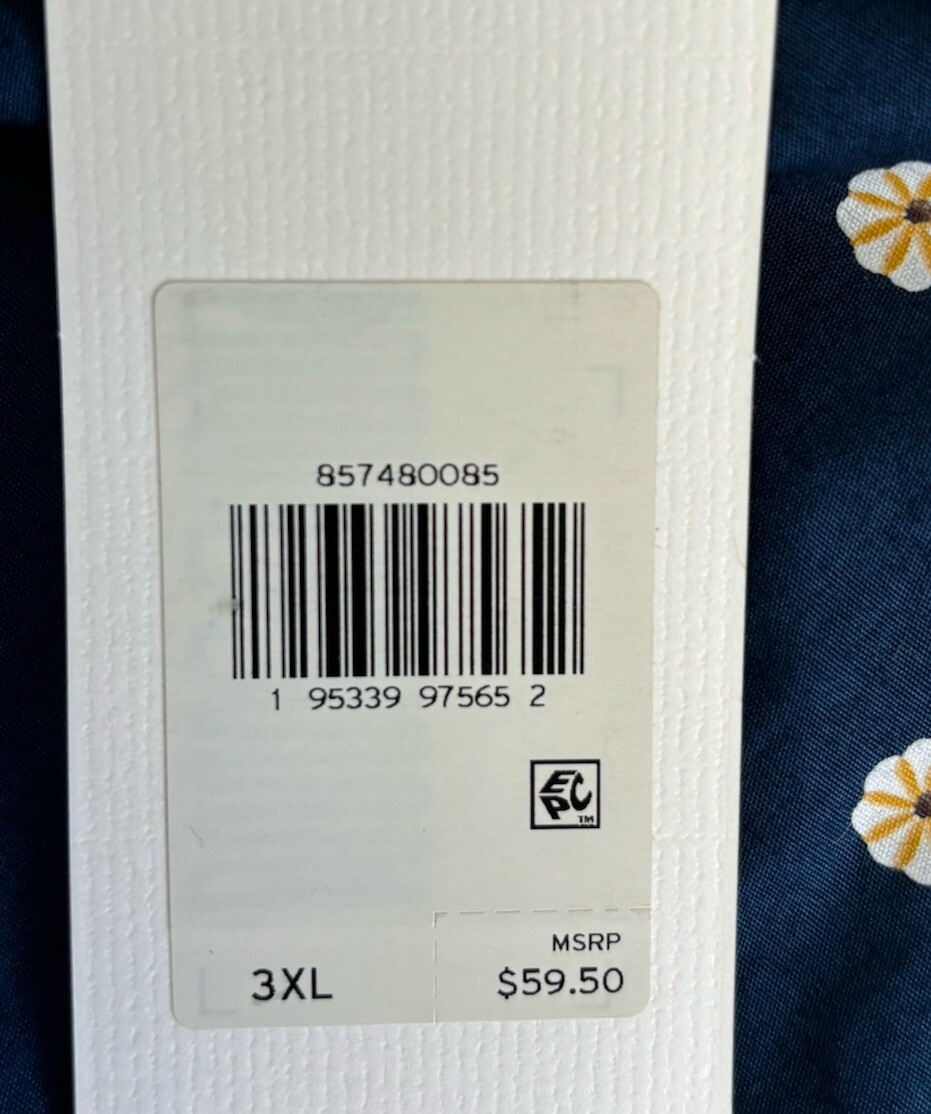 857480085
1 95339 97565 2
EPC
TM
MSRP
3XL $59.50